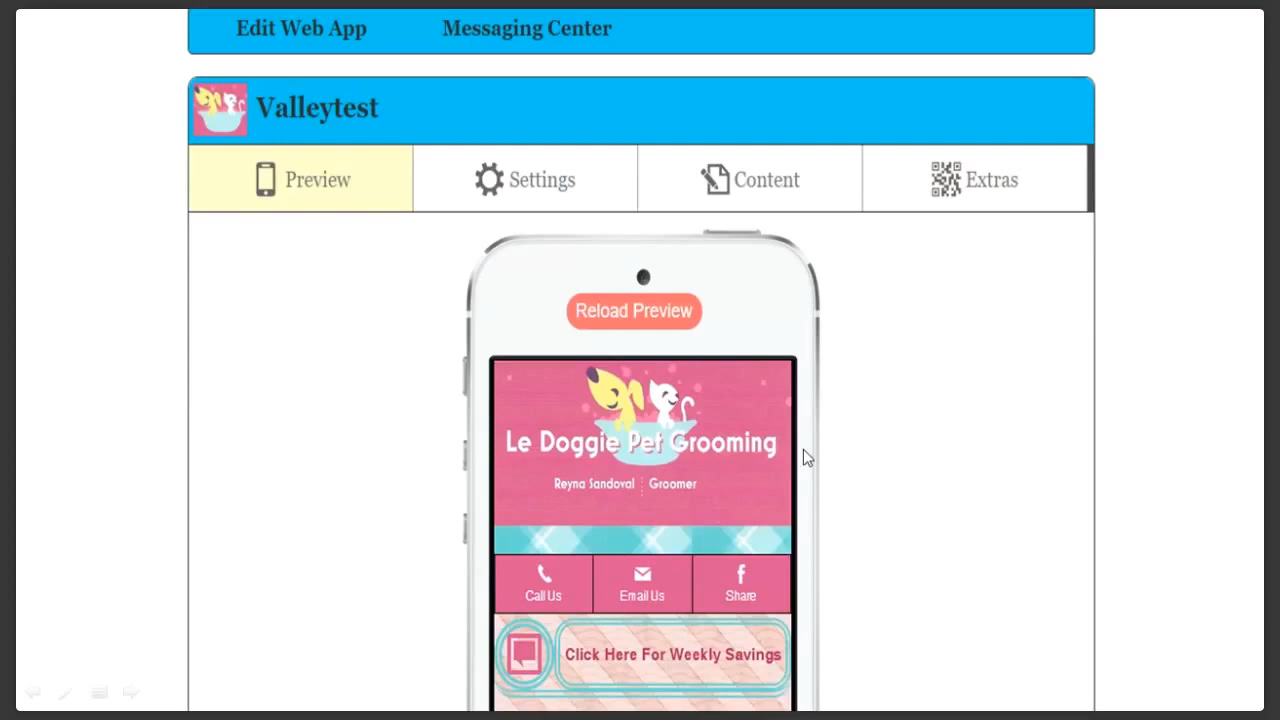 Edit Web App Messaging Center
Valleytest
Preview Settings Content Extras
Reload Preview
Le Doggie Pet Grooming
Reyna Sandoval Groomer
Call Us Email Us Share
Click Here For Weekly Savings